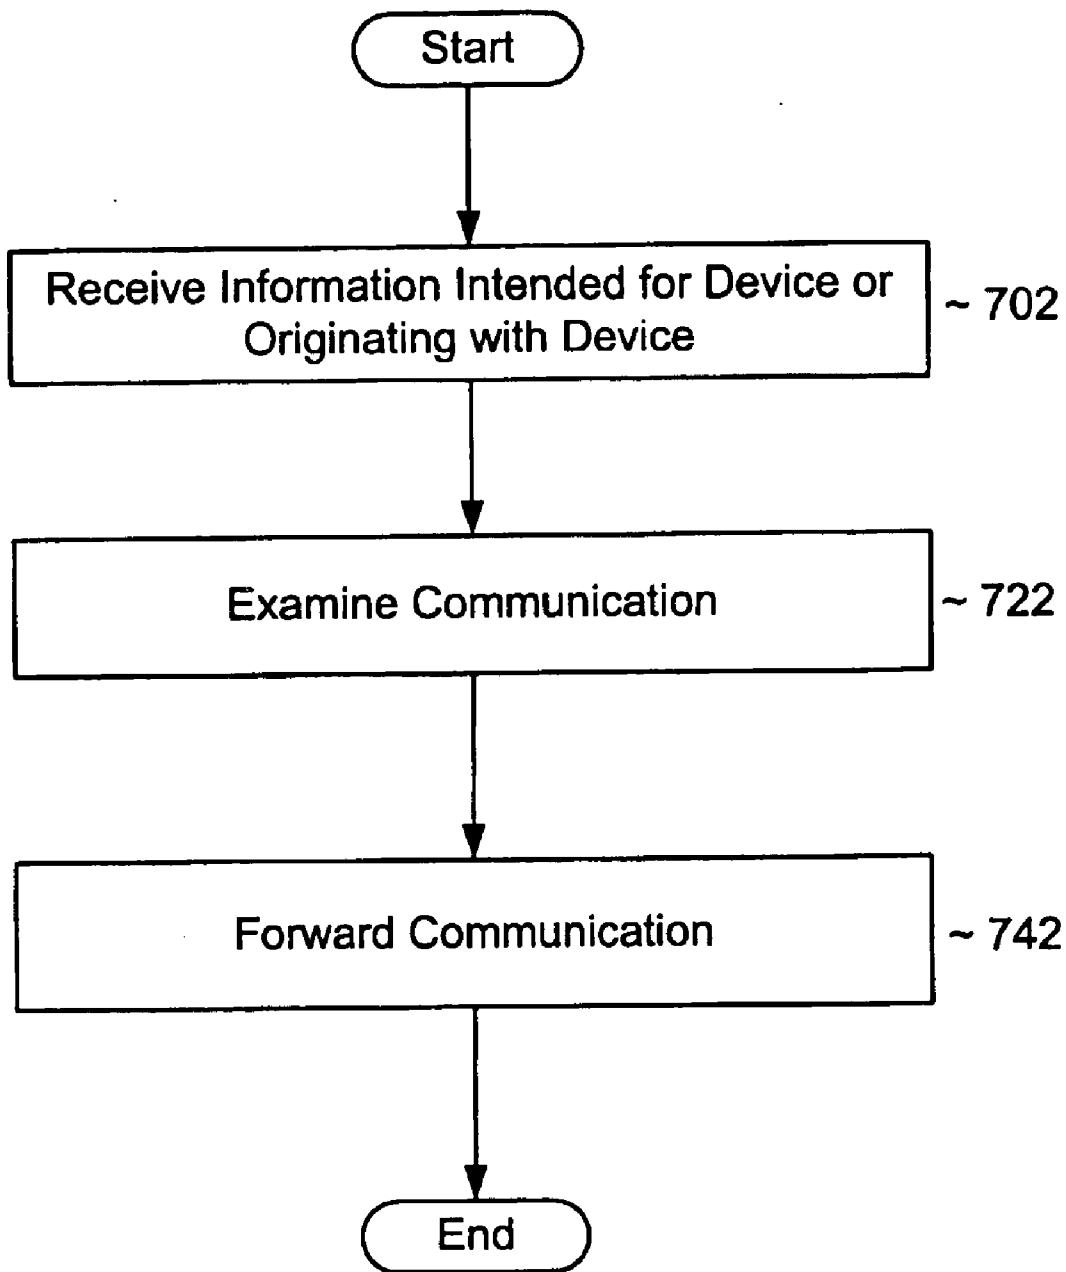 Start
Receive Information Intended for Device or
Originating with Device
~ 702
Examine Communication
~ 722
Forward Communication
~ 742
End